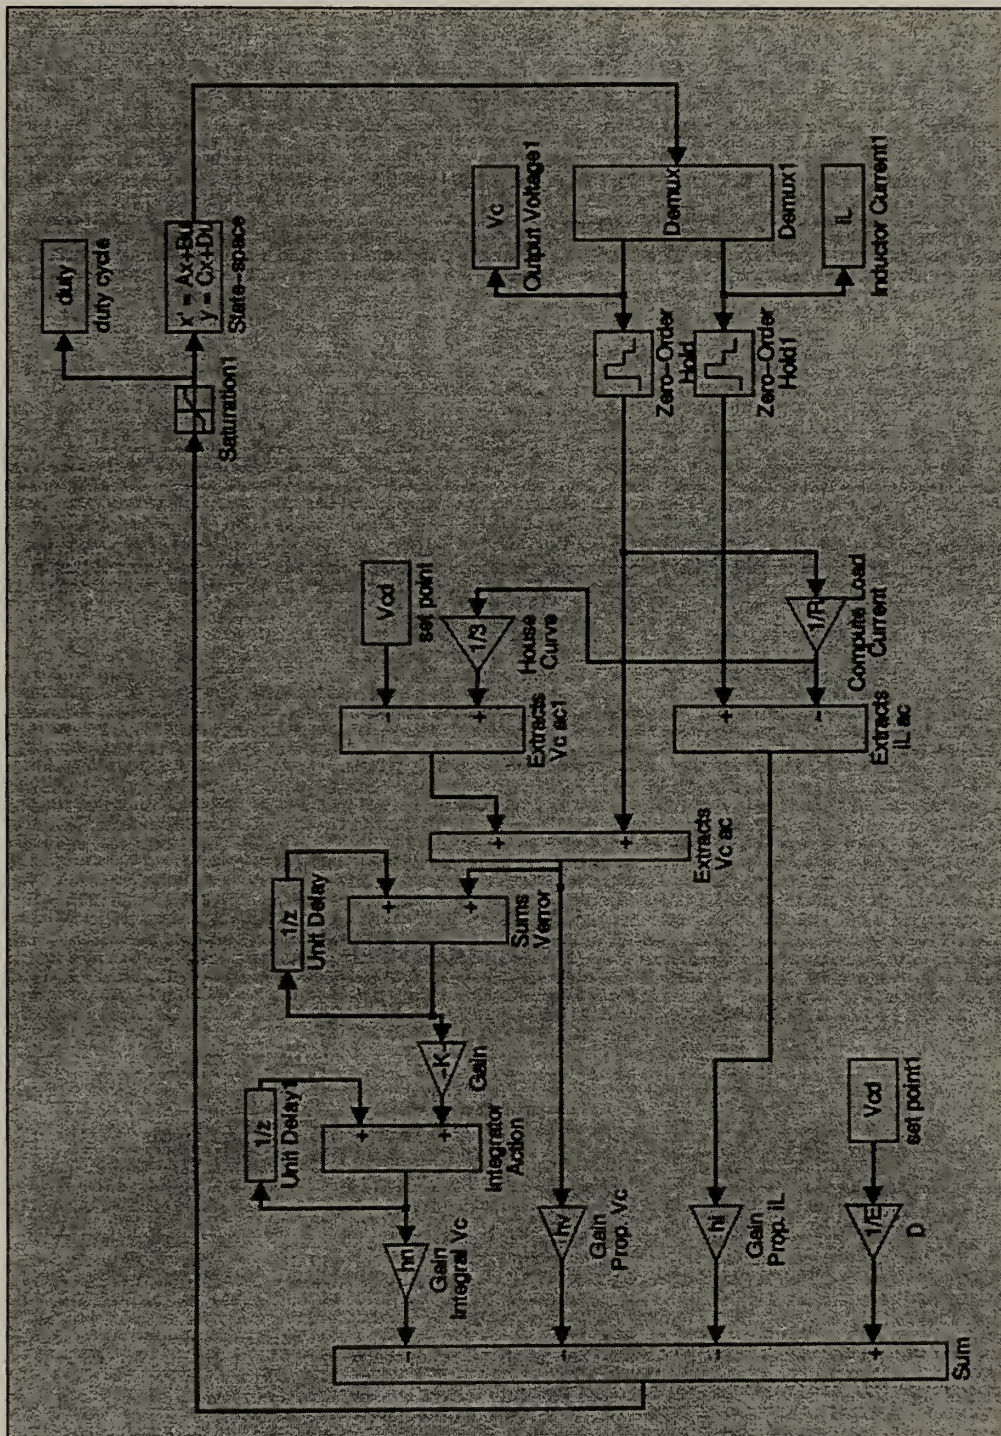 duty
duty cycle
x' = Ax+Bu
y = Cx+Du
State-space
Saturation1
1/z
Unit Delay1
1/z
Unit Delay
Vcd
set point
hn
Gain
Integral Vc
-
+
+
Integrator
Action
-K-
Gain
+
+
Sums
Verror
-
+
Extracts
Vc ac1
1/3
House
Curve
Vc
Output Voltage1
+
+
Extracts
Vc ac
-
hv
Gain
Prop. Vc
Zero-Order
Hold
Demux
Demux1
-
hi
Gain
Prop. iL
+
-
Extracts
iL ac
Zero-Order
Hold1
1/R
Compute Load
Current
iL
Inductor Current1
+
Sum
1/E
D
Vcd
set point1